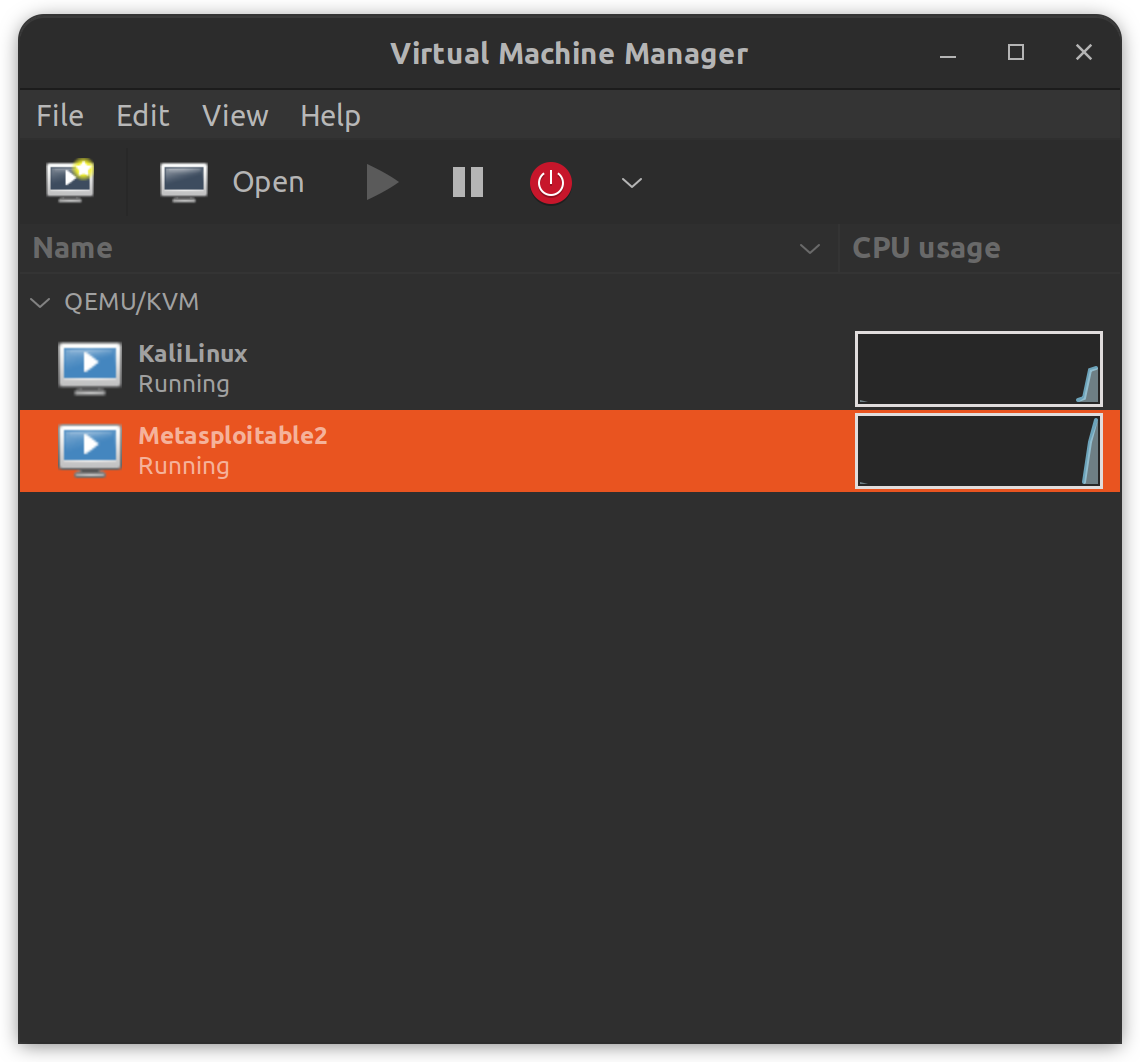 Virtual Machine Manager
File Edit View Help
Open
Name CPU usage
QEMU/KVM
KaliLinux
Running
Metasploitable2
Running